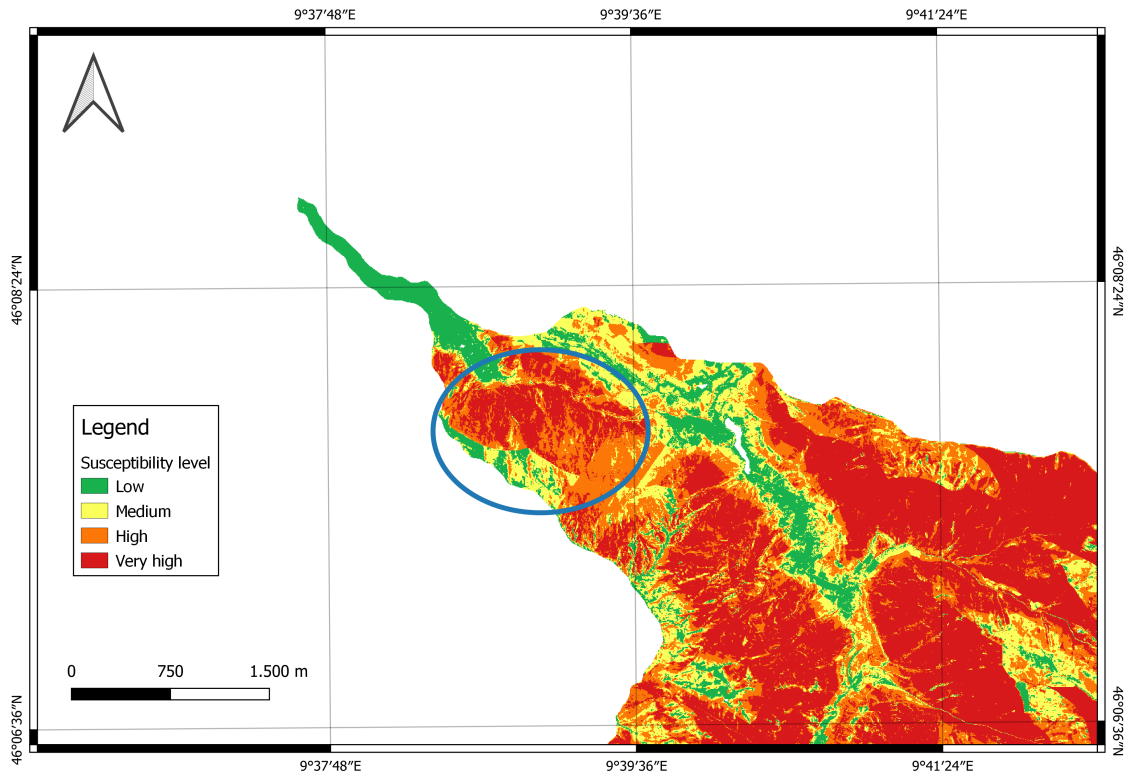 9°37′48″E 9°39′36″E 9°41′24″E
46°08′24″N
46°08′24″N
Legend
Susceptibility level
Low
Medium
High
Very high
0 750 1.500 m
46°06′36″N
46°06′36″N
9°37′48″E 9°39′36″E 9°41′24″E